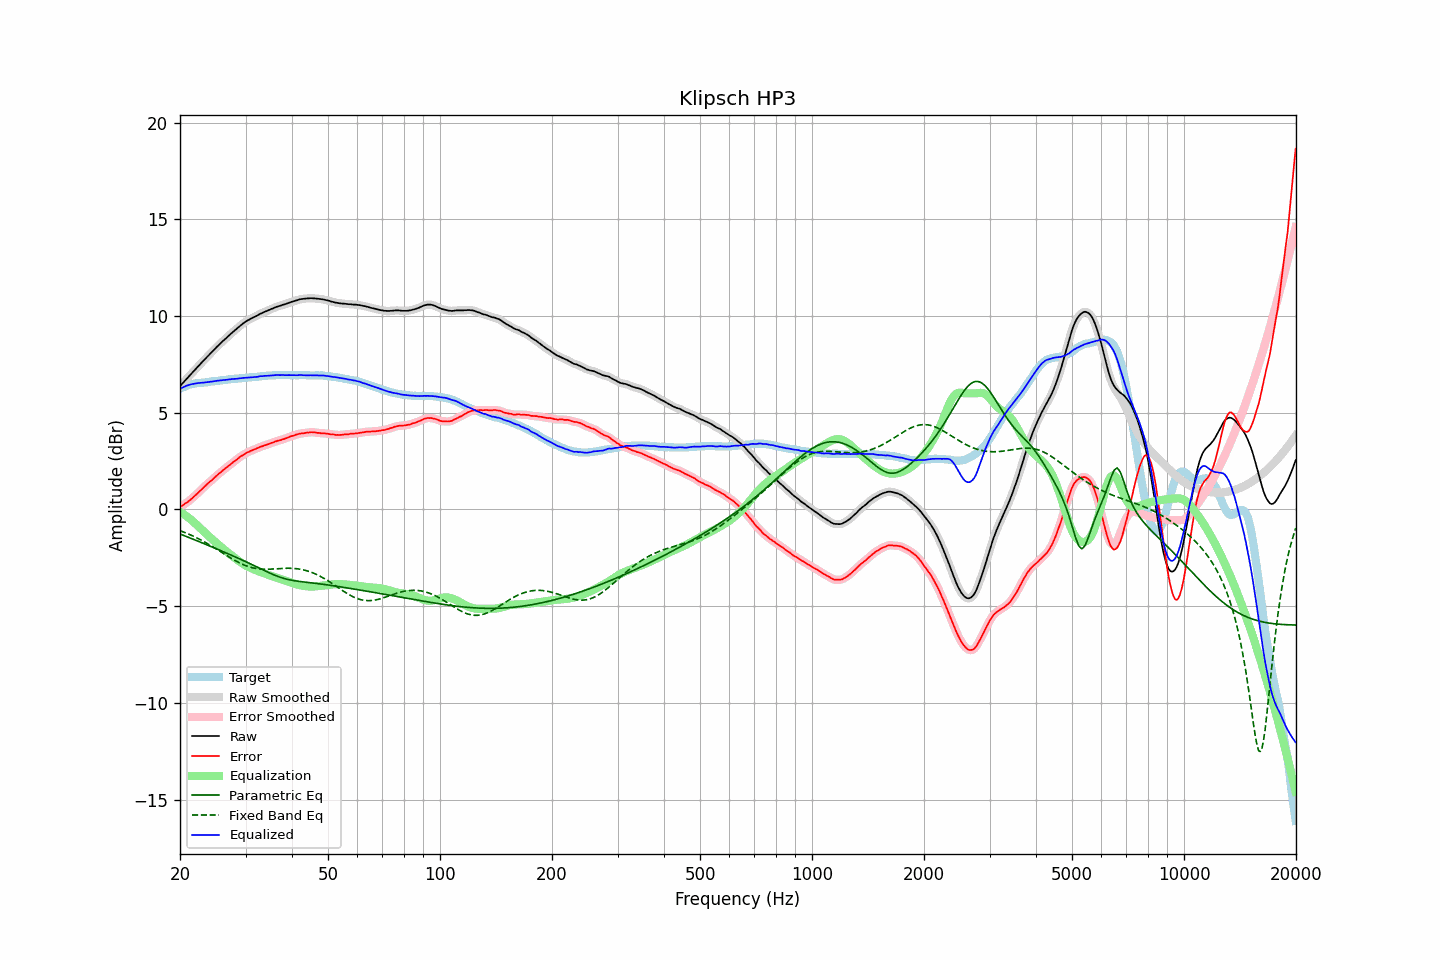 Klipsch HP3
Amplitude (dBr)
20
15
10
5
0
−5
−10
−15
Target
Raw Smoothed
Error Smoothed
Raw
Error
Equalization
Parametric Eq
Fixed Band Eq
Equalized
20 50 100 200 500 1000 2000 5000 10000 20000
Frequency (Hz)